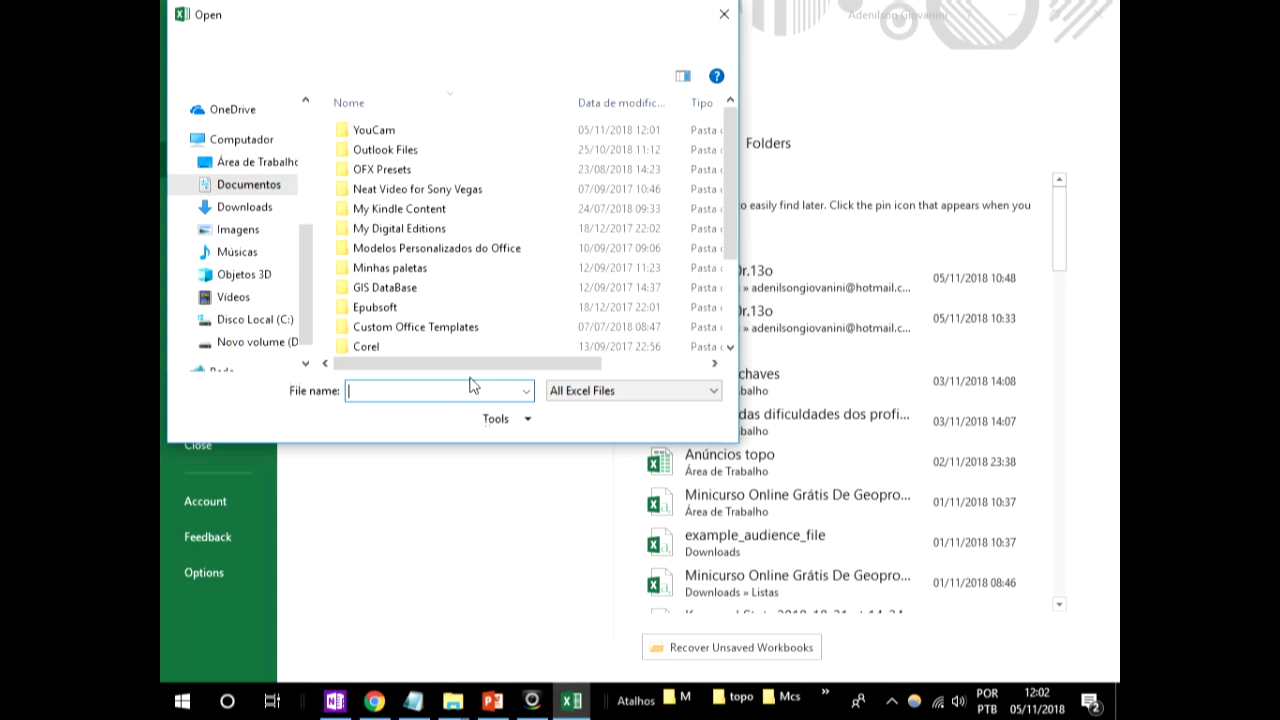 Open
Adenilson Giovanini
OneDrive
Computador
Área de Trabalho
Documentos
Downloads
Imagens
Músicas
Objetos 3D
Vídeos
Disco Local (C:)
Novo volume (D
Nome Data de modific... Tipo
YouCam 05/11/2018 12:01 Pasta
Outlook Files 25/10/2018 11:12 Pasta
OFX Presets 23/08/2018 14:23 Pasta
Neat Video for Sony Vegas 07/09/2017 10:46 Pasta
My Kindle Content 24/07/2018 09:33 Pasta
My Digital Editions 18/12/2017 22:02 Pasta
Modelos Personalizados do Office 10/09/2017 09:06 Pasta
Minhas paletas 12/09/2017 11:23 Pasta
GIS DataBase 12/09/2017 14:37 Pasta
Epubsoft 18/12/2017 22:01 Pasta
Custom Office Templates 07/07/2018 08:47 Pasta
Corel 13/09/2017 22:56 Pasta
File name: All Excel Files
Tools
Close
Account
Feedback
Options
Folders
o easily find later. Click the pin icon that appears when you
r.13o 05/11/2018 10:48
» adenilsongiovanini@hotmail.c...
r.13o 05/11/2018 10:33
» adenilsongiovanini@hotmail.c...
chaves 03/11/2018 14:08
balho
das dificuldades dos profi... 03/11/2018 14:07
balho
Anúncios topo 02/11/2018 23:38
Área de Trabalho
Minicurso Online Grátis De Geopro... 01/11/2018 10:37
Área de Trabalho
example_audience_file 01/11/2018 10:37
Downloads
Minicurso Online Grátis De Geopro... 01/11/2018 08:46
Downloads » Listas
Recover Unsaved Workbooks
Atalhos M topo Mcs » POR 12:02
PTB 05/11/2018 2